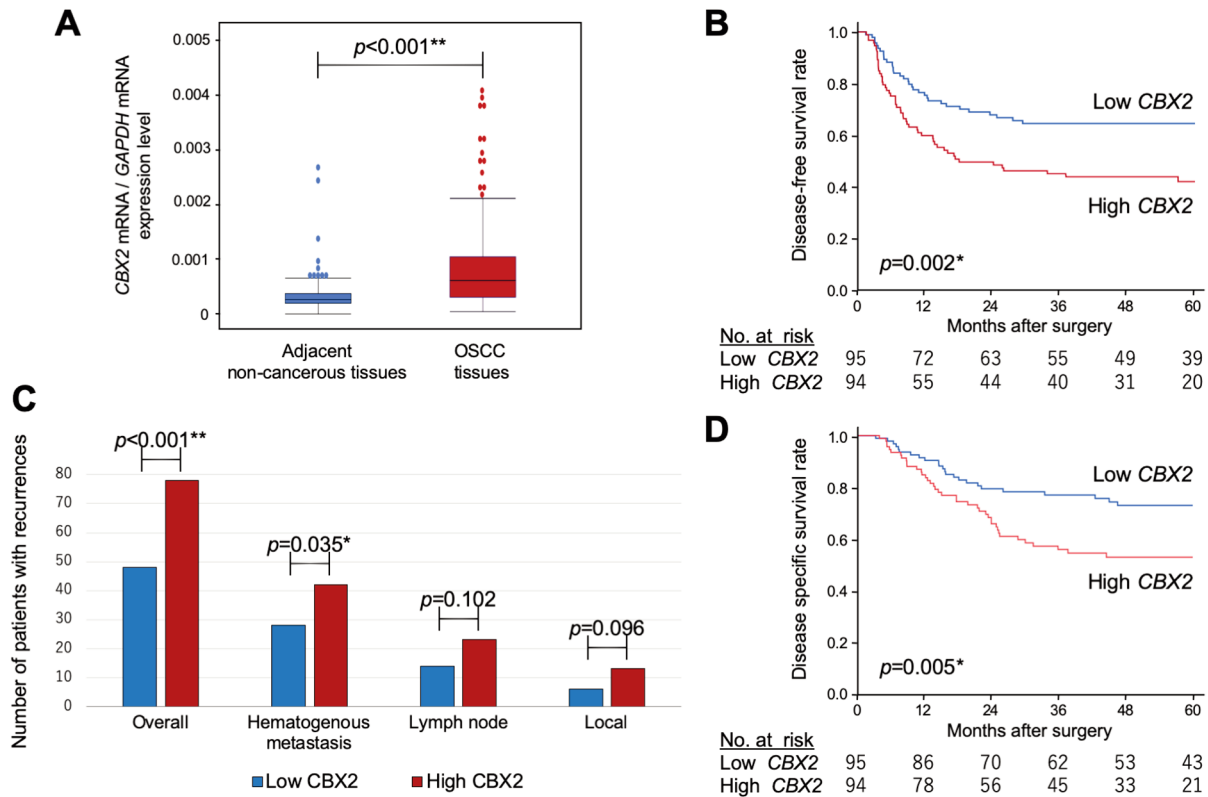 A
CBX2 mRNA / GAPDH mRNA
expression level
0.005
0.004
0.003
0.002
0.001
0
p<0.001**
Adjacent
non-cancerous tissues
OSCC
tissues
B
Disease-free survival rate
1.0
0.8
0.6
0.4
0.2
0.0
Low CBX2
High CBX2
p=0.002*
0 12 24 36 48 60
Months after surgery
No. at risk
Low CBX2 95 72 63 55 49 39
High CBX2 94 55 44 40 31 20
C
Number of patients with recurrences
80
70
60
50
40
30
20
10
0
p<0.001**
p=0.035*
p=0.102
p=0.096
Overall
Hematogenous
metastasis
Lymph node
Local
Low CBX2
High CBX2
D
Disease specific survival rate
1.0
0.8
0.6
0.4
0.2
0.0
Low CBX2
High CBX2
p=0.005*
0 12 24 36 48 60
Months after surgery
No. at risk
Low CBX2 95 86 70 62 53 43
High CBX2 94 78 56 45 33 21